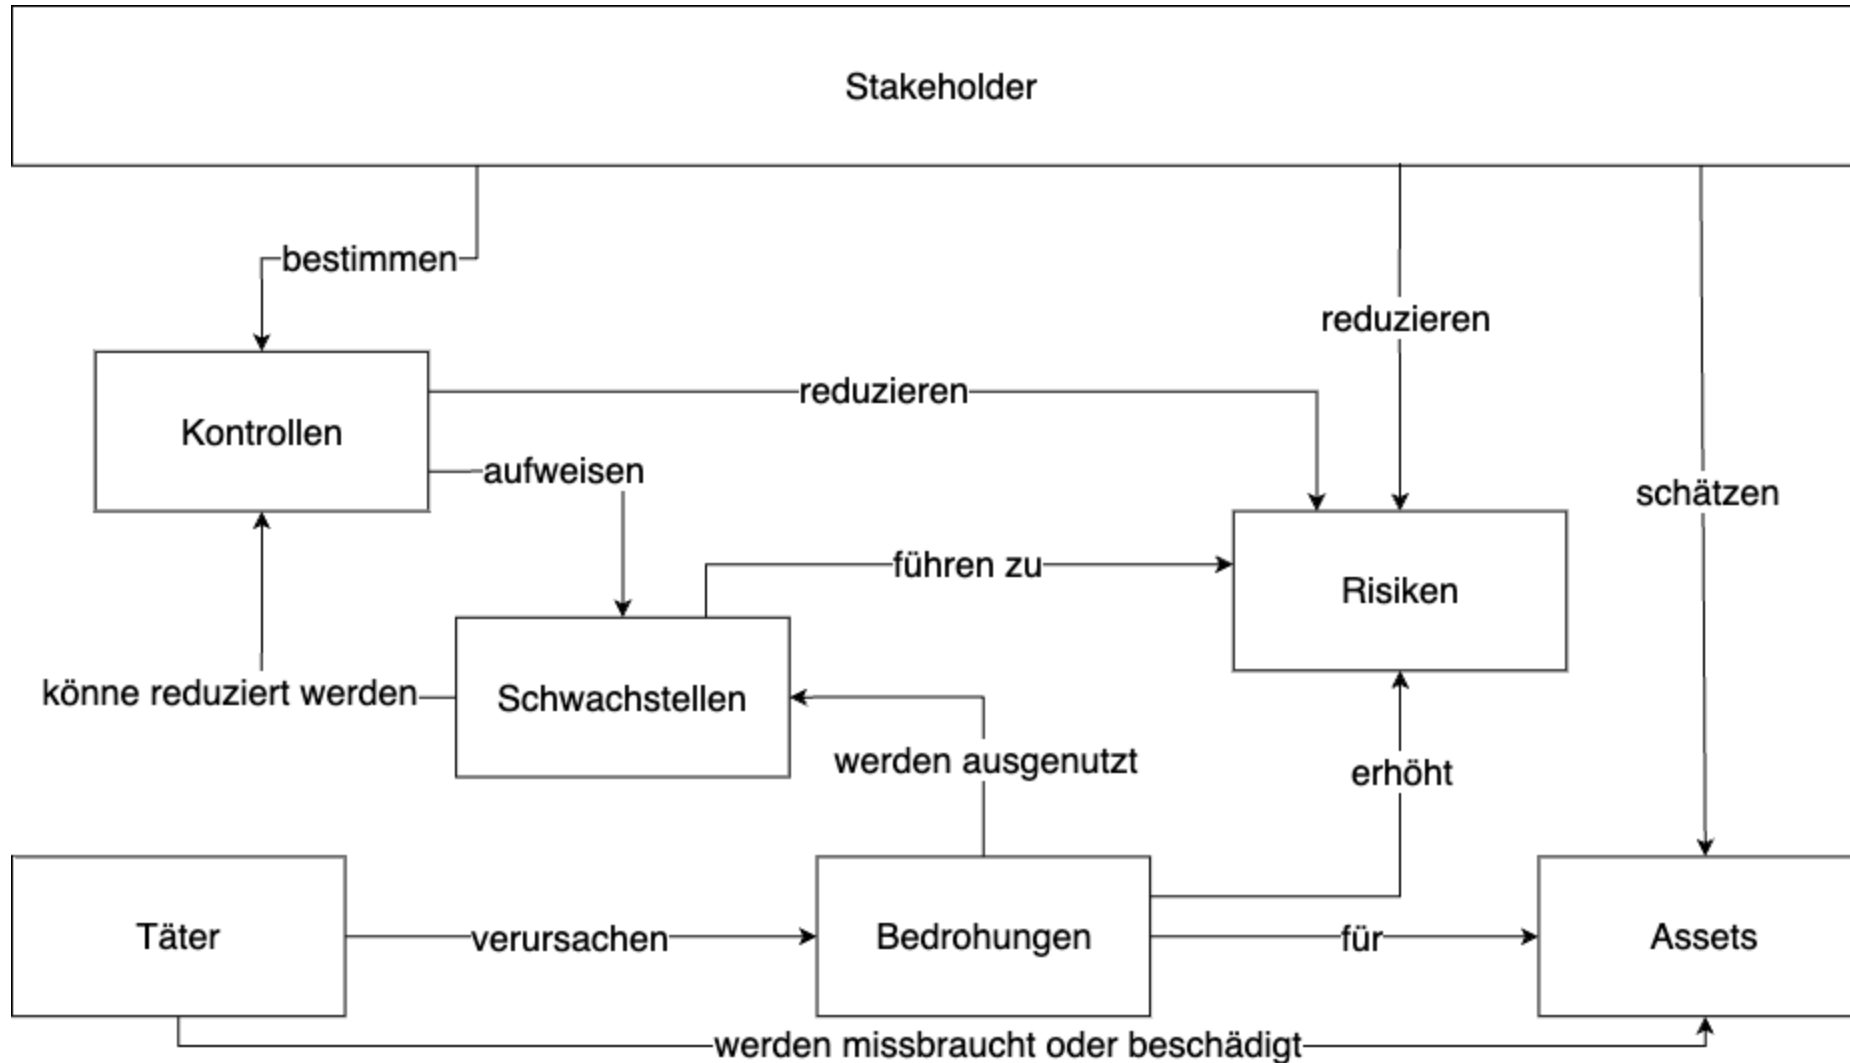 Stakeholder
bestimmen
reduzieren
reduzieren
Kontrollen
aufweisen
schätzen
führen zu
Risiken
könne reduziert werden
Schwachstellen
werden ausgenutzt
erhöht
Täter
verursachen
Bedrohungen
für
Assets
werden missbraucht oder beschädigt